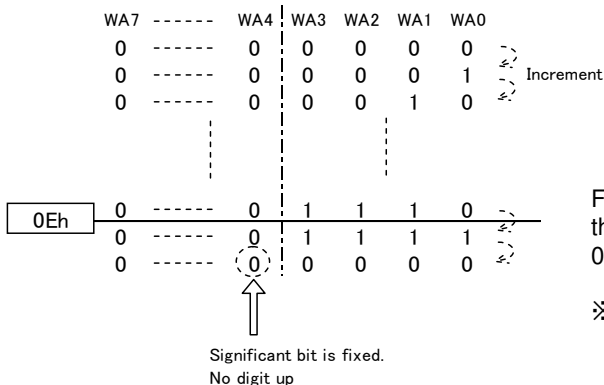 WA7 ------ WA4 WA3 WA2 WA1 WA0
0 ------ 0 0 0 0 0
0 ------ 0 0 0 0 1
Increment
0 ------ 0 0 0 1 0
0Eh
0 ------ 0 1 1 1 0
0 ------ 0 1 1 1 1
0 ------ 0 0 0 0 0
F
th
0
※
Significant bit is fixed.
No digit up